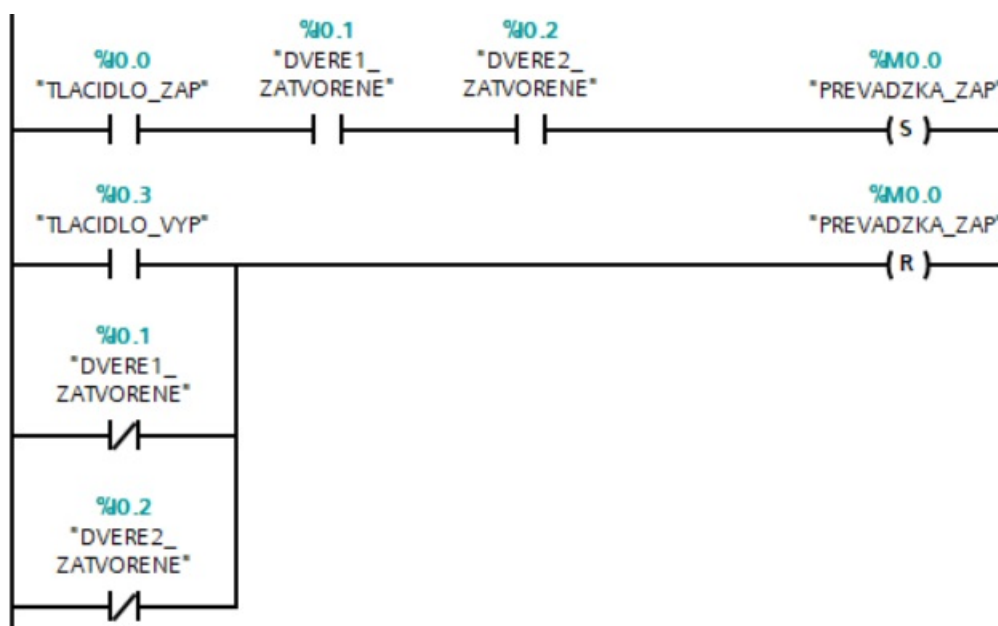 %I0.0
"TLACIDLO_ZAP"
%I0.1
"DVERE1_
ZATVORENE"
%I0.2
"DVERE2_
ZATVORENE"
%M0.0
"PREVADZKA_ZAP"
S
%I0.3
"TLACIDLO_VYP"
%M0.0
"PREVADZKA_ZAP"
R
%I0.1
"DVERE1_
ZATVORENE"
%I0.2
"DVERE2_
ZATVORENE"